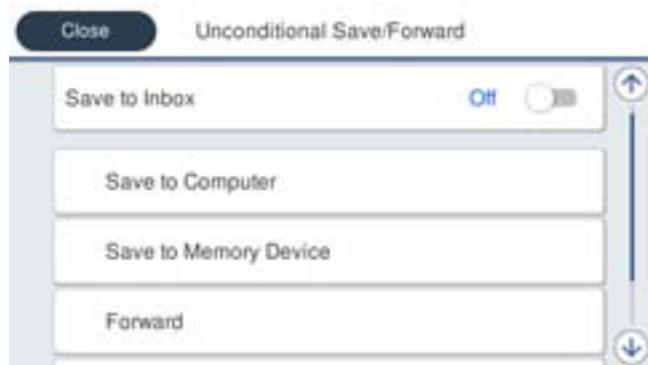 Close Unconditional Save/Forward
Save to Inbox Off
Save to Computer
Save to Memory Device
Forward